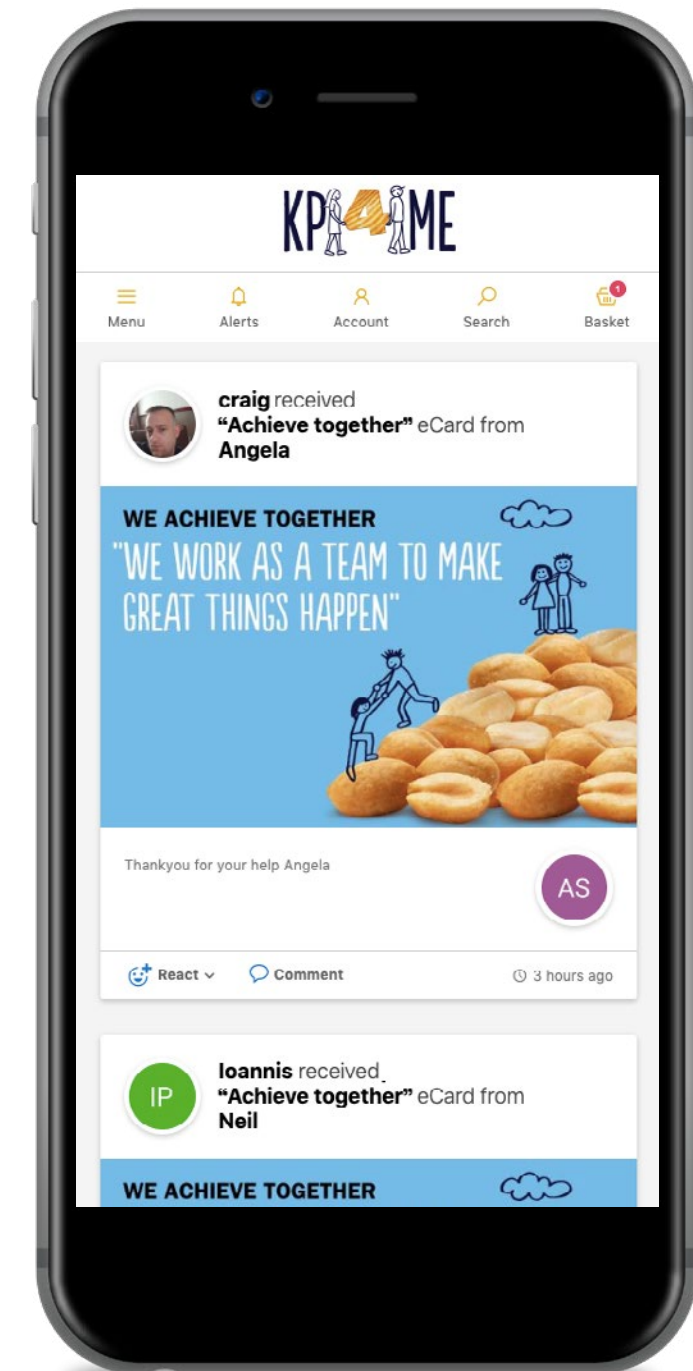 KP4ME
Menu Alerts Account Search Basket
1
craig received
“Achieve together” eCard from
Angela
WE ACHIEVE TOGETHER
"WE WORK AS A TEAM TO MAKE
GREAT THINGS HAPPEN"
Thankyou for your help Angela
AS
React Comment 3 hours ago
IP
Ioannis received
“Achieve together” eCard from
Neil
WE ACHIEVE TOGETHER